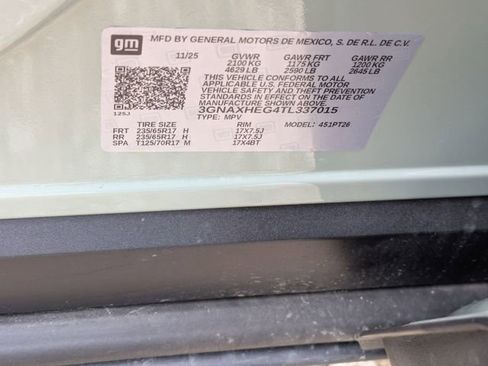 gm MFD BY GENERAL MOTORS DE MEXICO, S. DE R.L. DE C.V.
11/25 GVWR GAWR FRT GAWR RR
2100 KG 1175 KG 1200 KG
4629 LB 2590 LB 2645 LB
THIS VEHICLE CONFORMS TO ALL
APPLICABLE U.S. FEDERAL MOTOR
VEHICLE SAFETY AND THEFT PREVENTION
STANDARDS IN EFFECT ON THE DATE OF
MANUFACTURE SHOWN ABOVE.
3GNAXHEG4TL337015
125J TYPE: MPV
TIRE SIZE RIM MODEL: 451PT26
FRT 235/65R17 H 17X7.5J
RR 235/65R17 H 17X7.5J
SPA T125/70R17 M 17X4BT